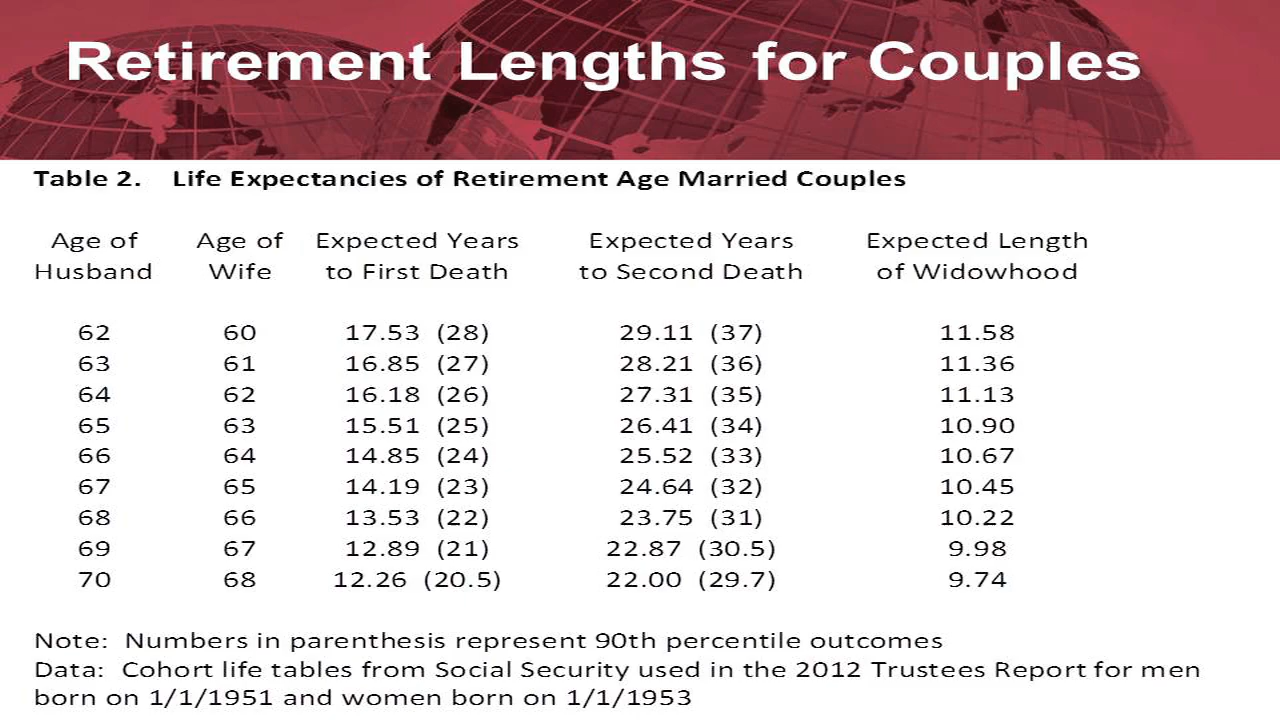 Retirement Lengths for Couples
Table 2. Life Expectancies of Retirement Age Married Couples
Age of Age of Expected Years Expected Years Expected Length
Husband Wife to First Death to Second Death of Widowhood
62 60 17.53 (28) 29.11 (37) 11.58
63 61 16.85 (27) 28.21 (36) 11.36
64 62 16.18 (26) 27.31 (35) 11.13
65 63 15.51 (25) 26.41 (34) 10.90
66 64 14.85 (24) 25.52 (33) 10.67
67 65 14.19 (23) 24.64 (32) 10.45
68 66 13.53 (22) 23.75 (31) 10.22
69 67 12.89 (21) 22.87 (30.5) 9.98
70 68 12.26 (20.5) 22.00 (29.7) 9.74
Note: Numbers in parenthesis represent 90th percentile outcomes
Data: Cohort life tables from Social Security used in the 2012 Trustees Report for men
born on 1/1/1951 and women born on 1/1/1953